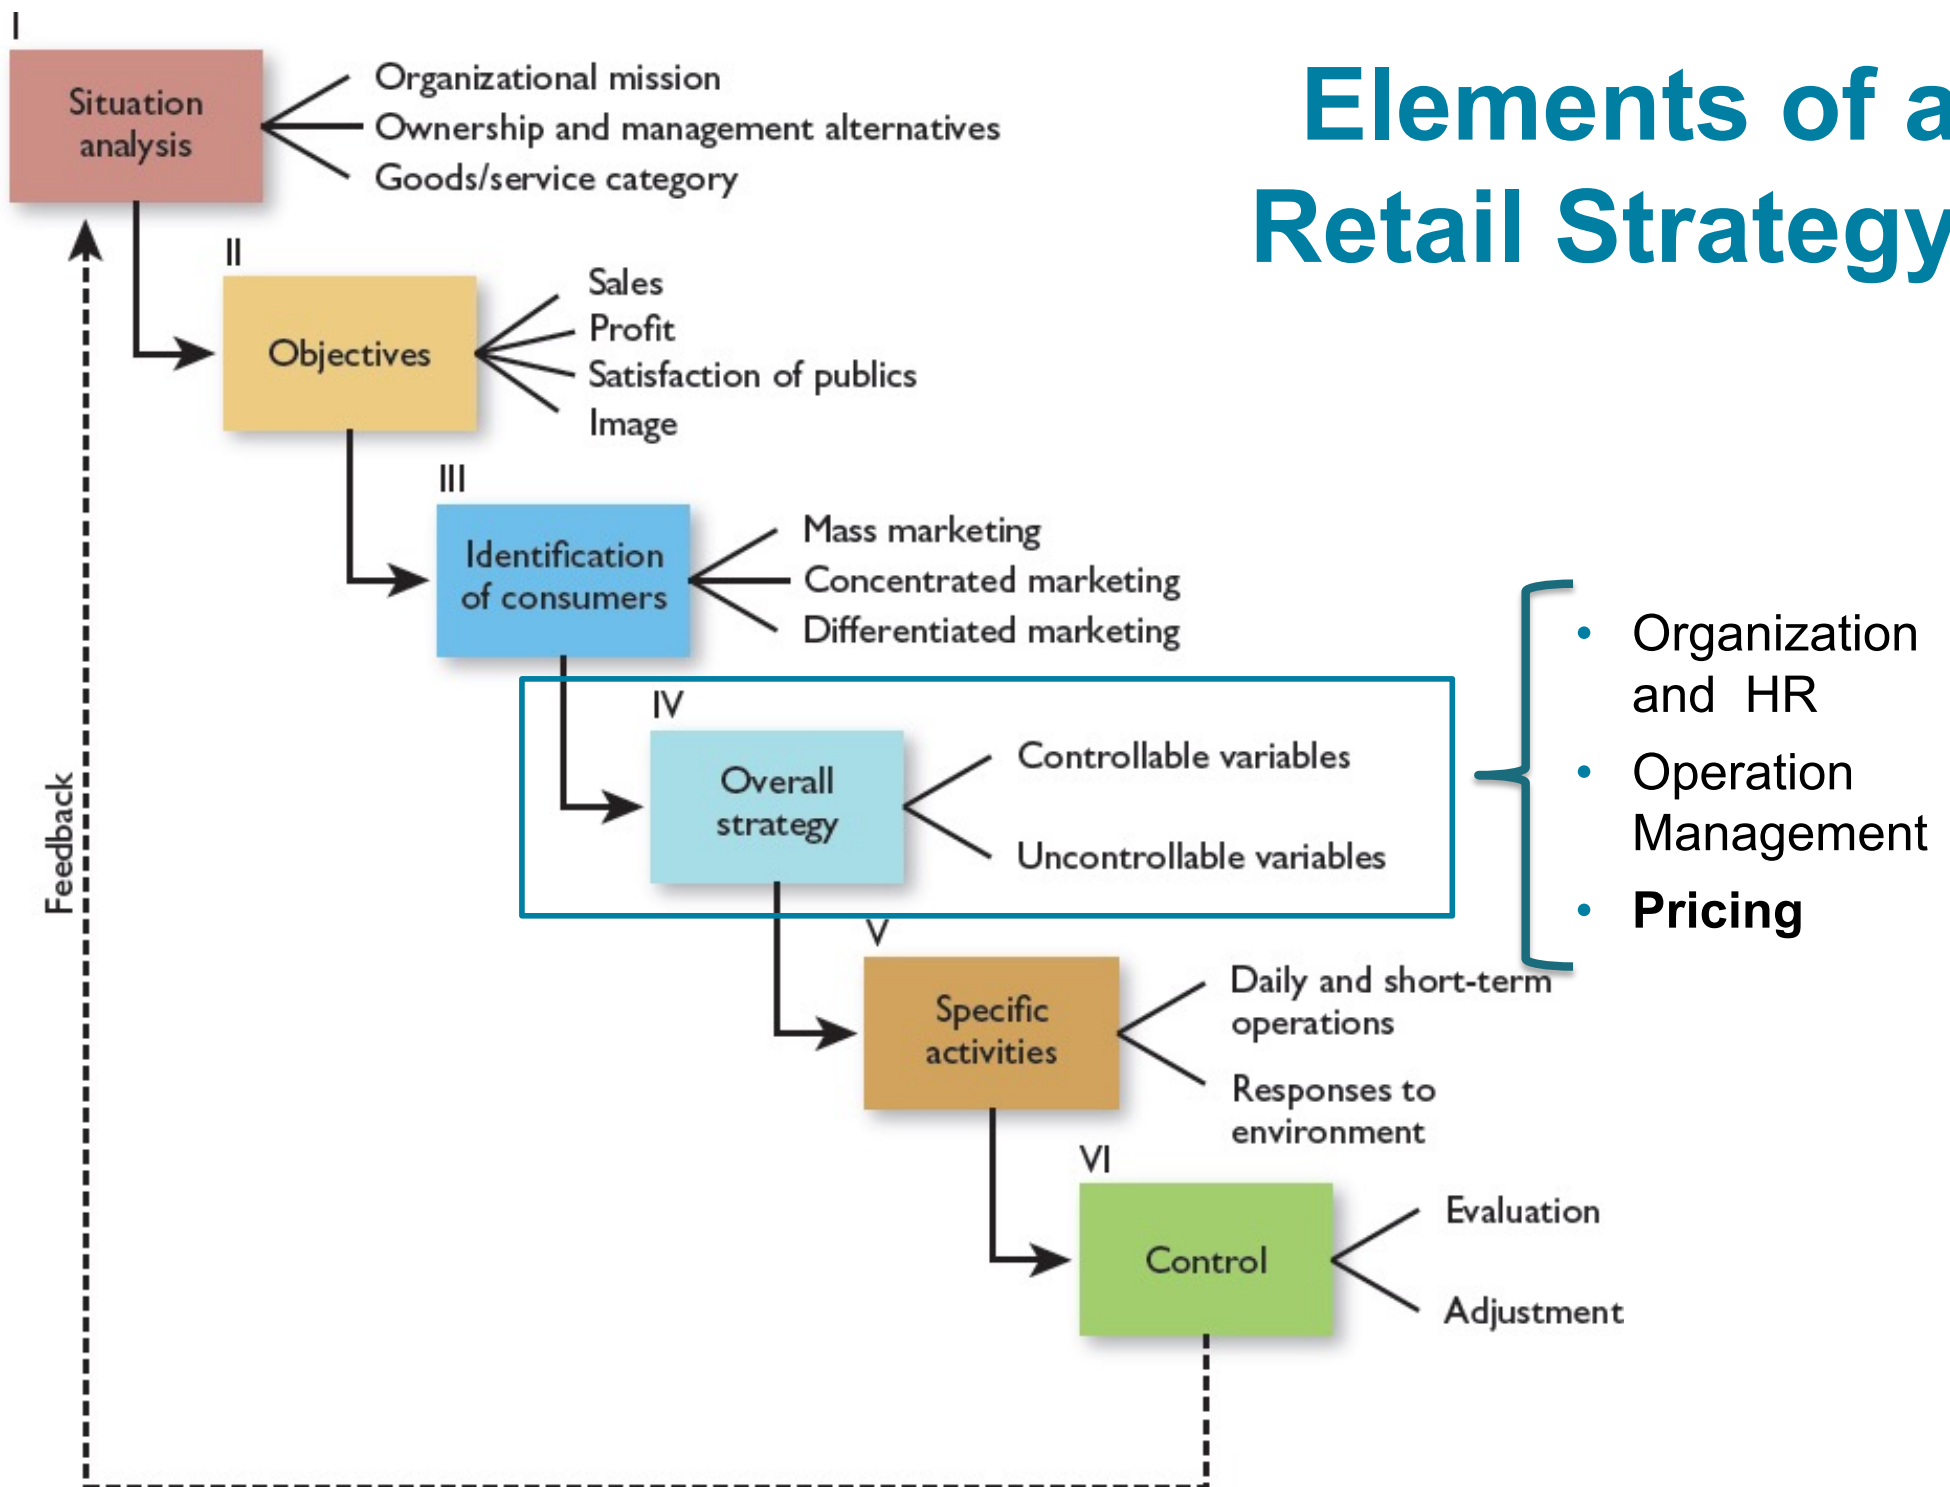 Elements of a
Retail Strategy
I
Situation
analysis
Organizational mission
Ownership and management alternatives
Goods/service category
II
Objectives
Sales
Profit
Satisfaction of publics
Image
III
Identification
of consumers
Mass marketing
Concentrated marketing
Differentiated marketing
IV
Overall
strategy
Controllable variables
Uncontrollable variables
• Organization
and HR
• Operation
Management
• Pricing
V
Specific
activities
Daily and short-term
operations
Responses to
environment
VI
Control
Evaluation
Adjustment
Feedback